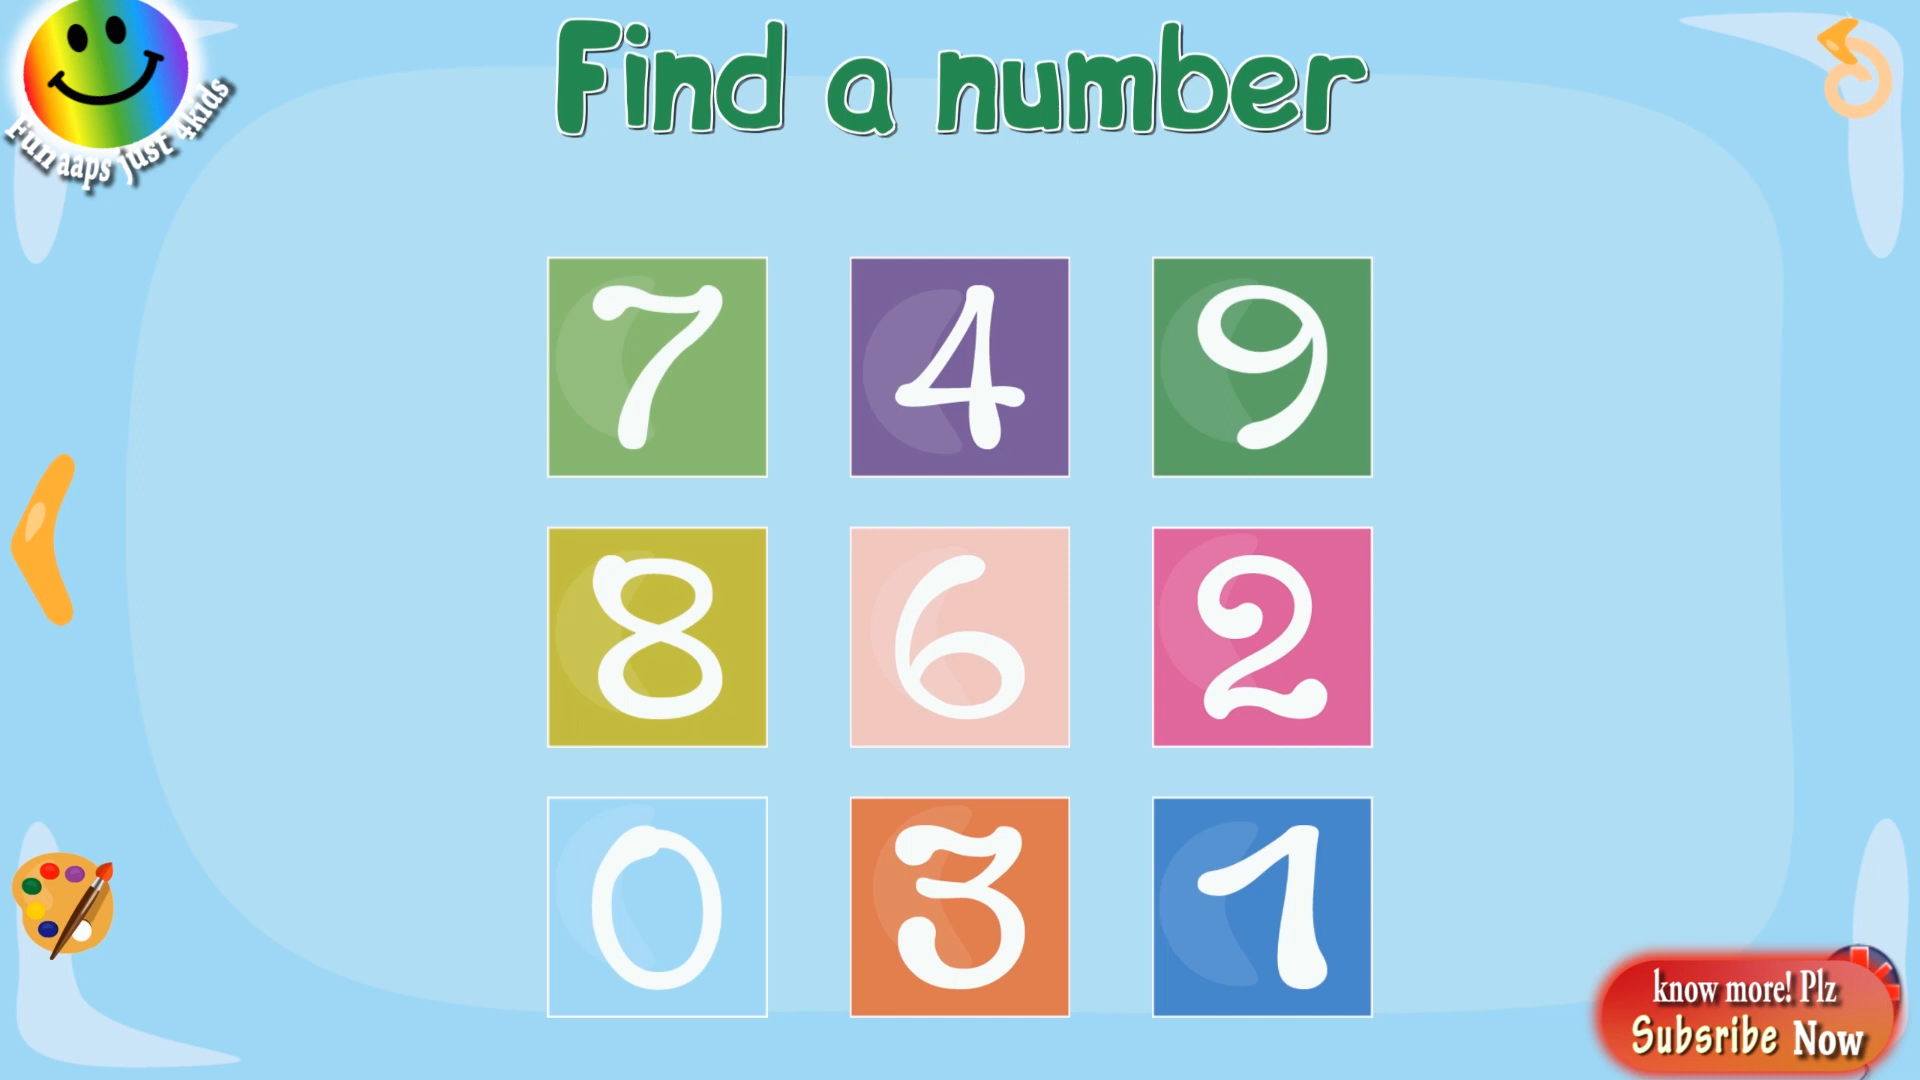 Find a number
Fun aaps just 4kids
7 4 9
8 6 2
0 3 1
know more! Plz
Subsribe Now